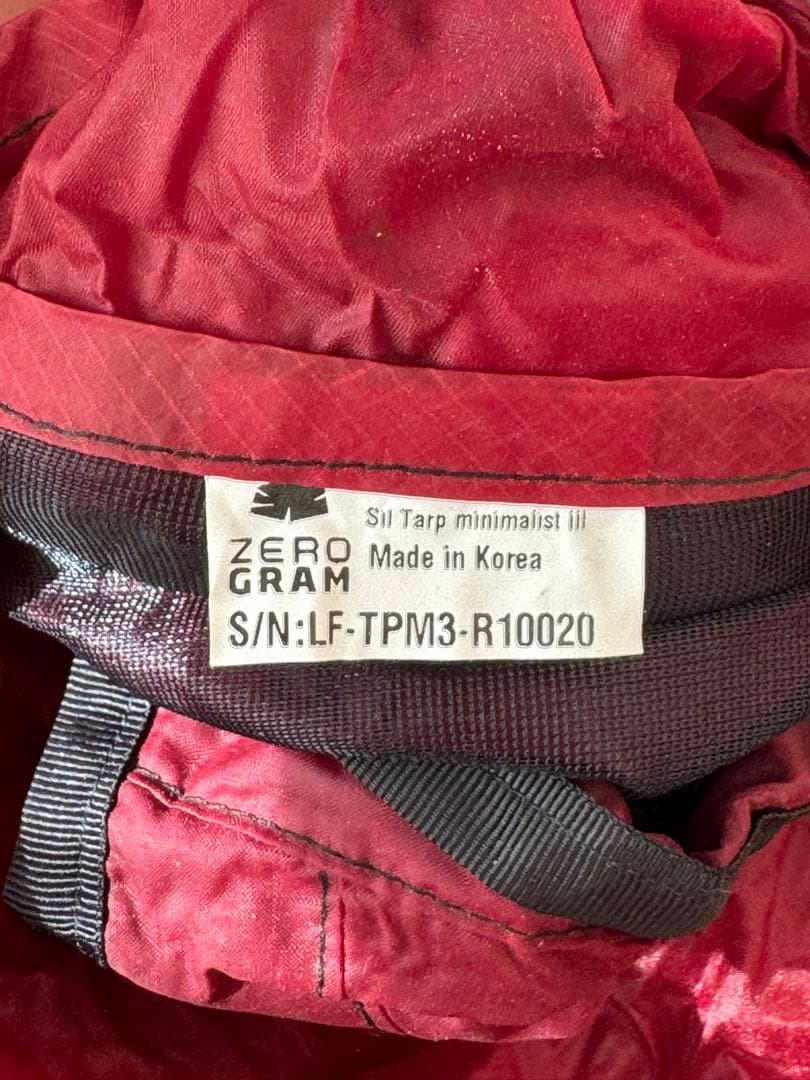 Sil Tarp minimalist iii
ZERO
GRAM
Made in Korea
S/N:LF-TPM3-R10020